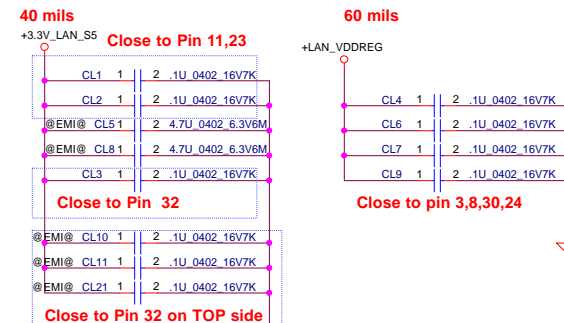 40 mils
+3.3V_LAN_S5
Close to Pin 11,23
CL1 1 2 .1U_0402_16V7K
CL2 1 2 .1U_0402_16V7K
@EMI@ CL5 1 2 4.7U_0402_6.3V6M
@EMI@ CL8 1 2 4.7U_0402_6.3V6M
CL3 1 2 .1U_0402_16V7K
Close to Pin 32
@EMI@ CL10 1 2 .1U_0402_16V7K
@EMI@ CL11 1 2 .1U_0402_16V7K
@EMI@ CL21 1 2 .1U_0402_16V7K
Close to Pin 32 on TOP side
60 mils
+LAN_VDDREG
CL4 1 2 .1U_0402_16V7K
CL6 1 2 .1U_0402_16V7K
CL7 1 2 .1U_0402_16V7K
CL9 1 2 .1U_0402_16V7K
Close to pin 3,8,30,24